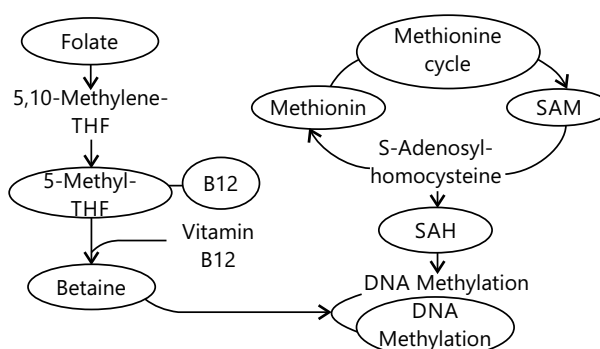 Folate
5,10-Methylene-
THF
5-Methyl-
THF
B12
Vitamin
B12
Betaine
Methionine
cycle
Methionin
SAM
S-Adenosyl-
homocysteine
SAH
DNA Methylation
DNA
Methylation